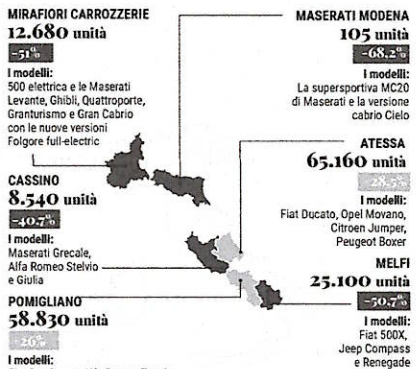 MIRAFIORI CARROZZERIE
12.680 unità
-51%
I modelli:
500 elettrica e le Maserati
Levante, Ghibli, Quattroporte,
Granturismo e Gran Cabrio
con le nuove versioni
Folgore full-electric
MASERATI MODENA
105 unità
-68.2%
I modelli:
La supersportiva MC20
di Maserati e la versione
cabrio Cielo
ATESSA
65.160 unità
-28.5%
I modelli:
Fiat Ducato, Opel Movano,
Citroen Jumper,
Peugeot Boxer
CASSINO
8.540 unità
-40.7%
I modelli:
Maserati Grecale,
Alfa Romeo Stelvio
e Giulia
MELFI
25.100 unità
-50.7%
I modelli:
Fiat 500X,
Jeep Compass
e Renegade
POMIGLIANO
58.830 unità
-26%
I modelli: